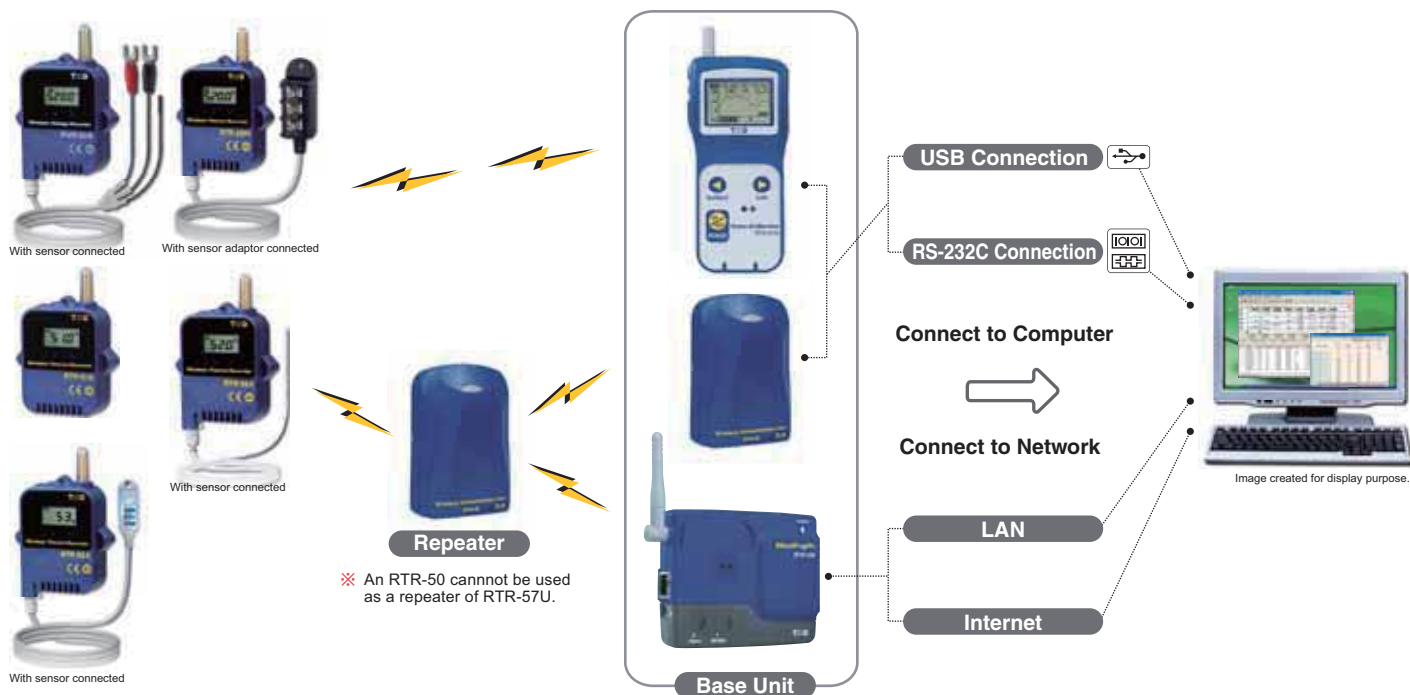 With sensor connected
With sensor adaptor connected
With sensor connected
With sensor connected
Repeater
※ An RTR-50 cannnot be used
as a repeater of RTR-57U.
Base Unit
USB Connection
RS-232C Connection
Connect to Computer
Connect to Network
LAN
Internet
Image created for display purpose.